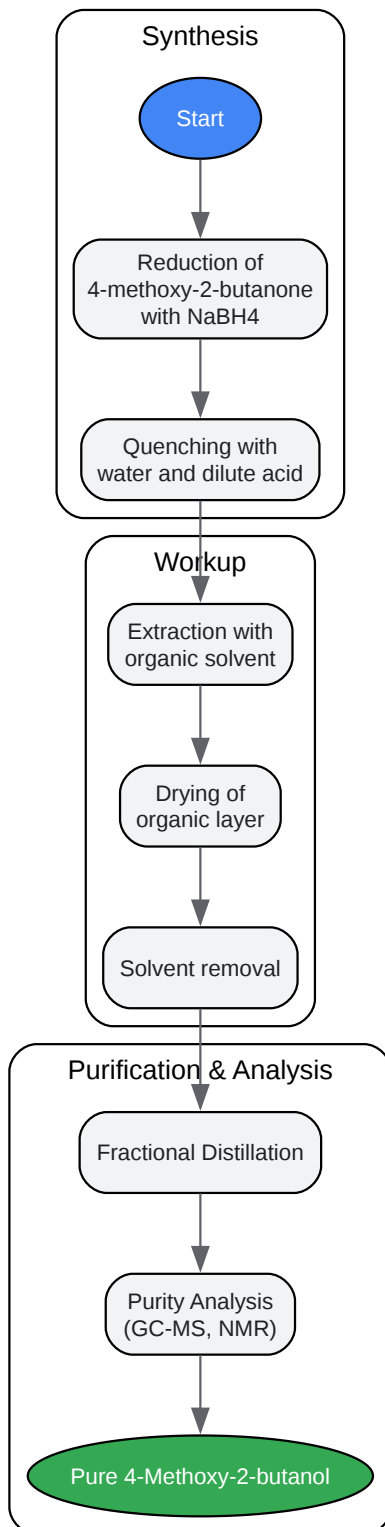 Synthesis
Start
Reduction of
4-methoxy-2-butanone
with NaBH4
Quenching with
water and dilute acid
Workup
Extraction with
organic solvent
Drying of
organic layer
Solvent removal
Purification & Analysis
Fractional Distillation
Purity Analysis
(GC-MS, NMR)
Pure 4-Methoxy-2-butanol